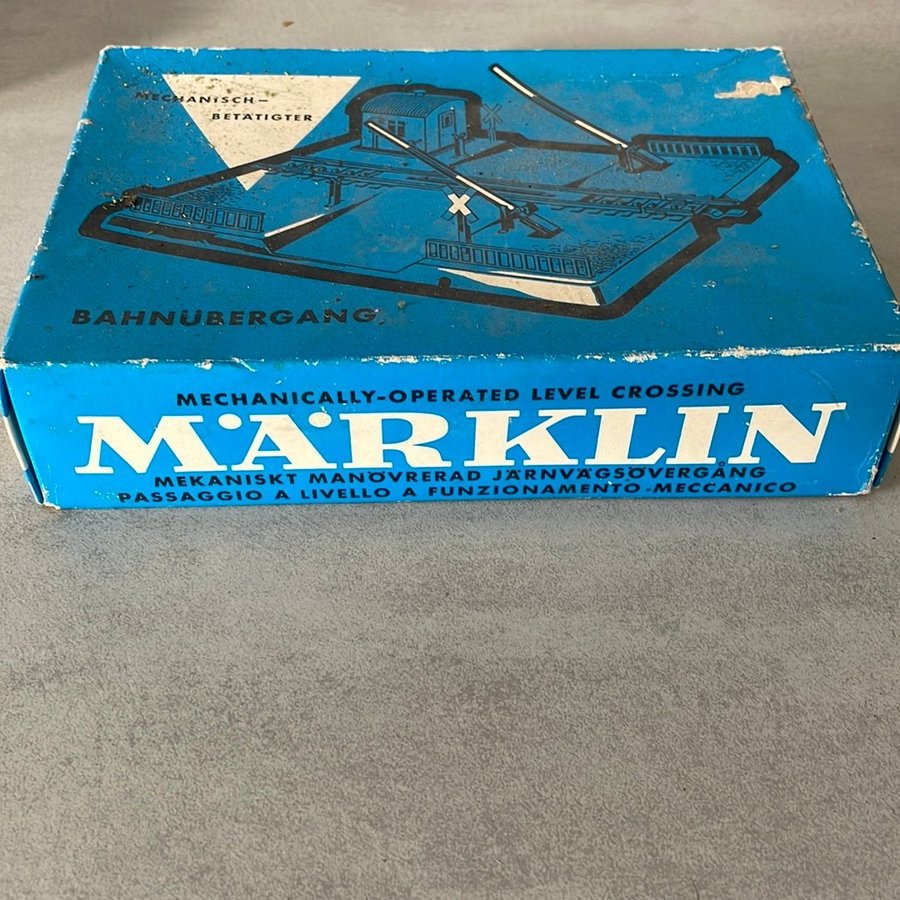 MECHANISCH-
BETÄTIGTER
BAHNÜBERGANG
MECHANICALLY-OPERATED LEVEL CROSSING
MÄRKLIN
MEKANISKT MANÖVRERAD JÄRNVÄGSÖVERGÅNG
PASSAGGIO A LIVELLO A FUNZIONAMENTO MECCANICO